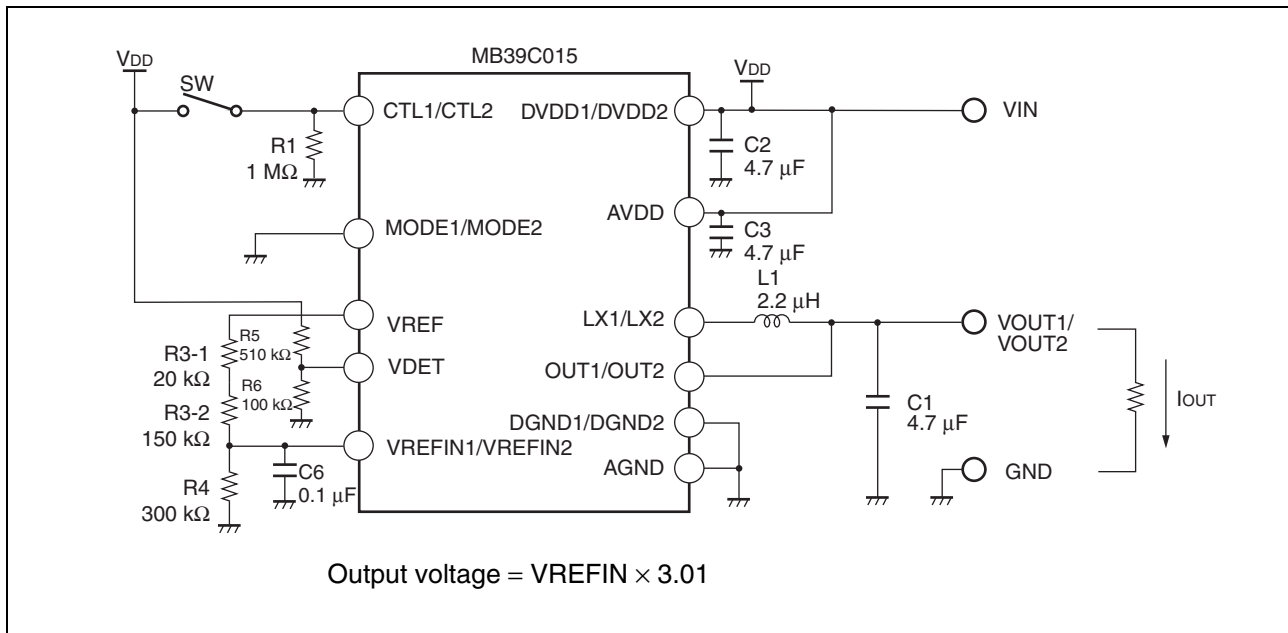 MB39C015
VDD
SW
CTL1/CTL2
R1
1 MΩ
MODE1/MODE2
VREF
R5
510 kΩ
R3-1
20 kΩ
VDET
R6
100 kΩ
R3-2
150 kΩ
VREFIN1/VREFIN2
C6
0.1 μF
R4
300 kΩ
VDD
DVDD1/DVDD2
VIN
C2
4.7 μF
AVDD
C3
4.7 μF
L1
2.2 μH
LX1/LX2
VOUT1/
VOUT2
OUT1/OUT2
IOUT
C1
4.7 μF
DGND1/DGND2
AGND
GND
Output voltage = VREFIN × 3.01